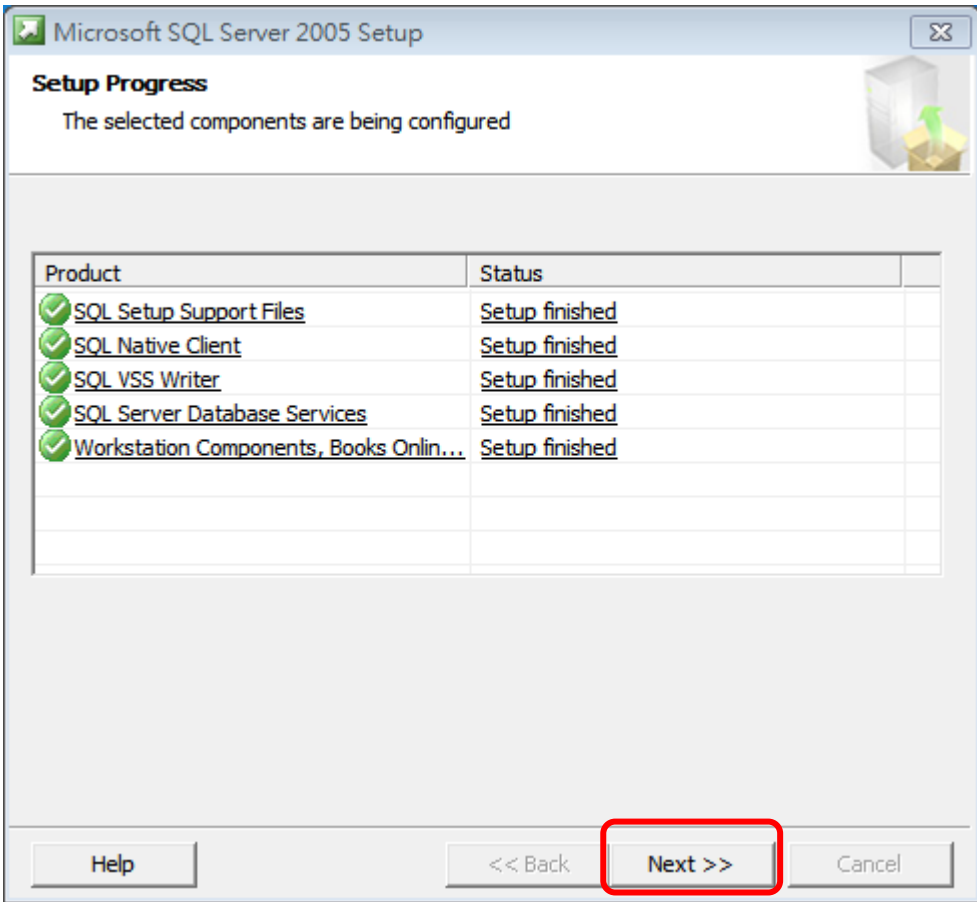 Microsoft SQL Server 2005 Setup
Setup Progress
The selected components are being configured
Product Status
SQL Setup Support Files Setup finished
SQL Native Client Setup finished
SQL VSS Writer Setup finished
SQL Server Database Services Setup finished
Workstation Components, Books Onlin... Setup finished
Help << Back Next >> Cancel